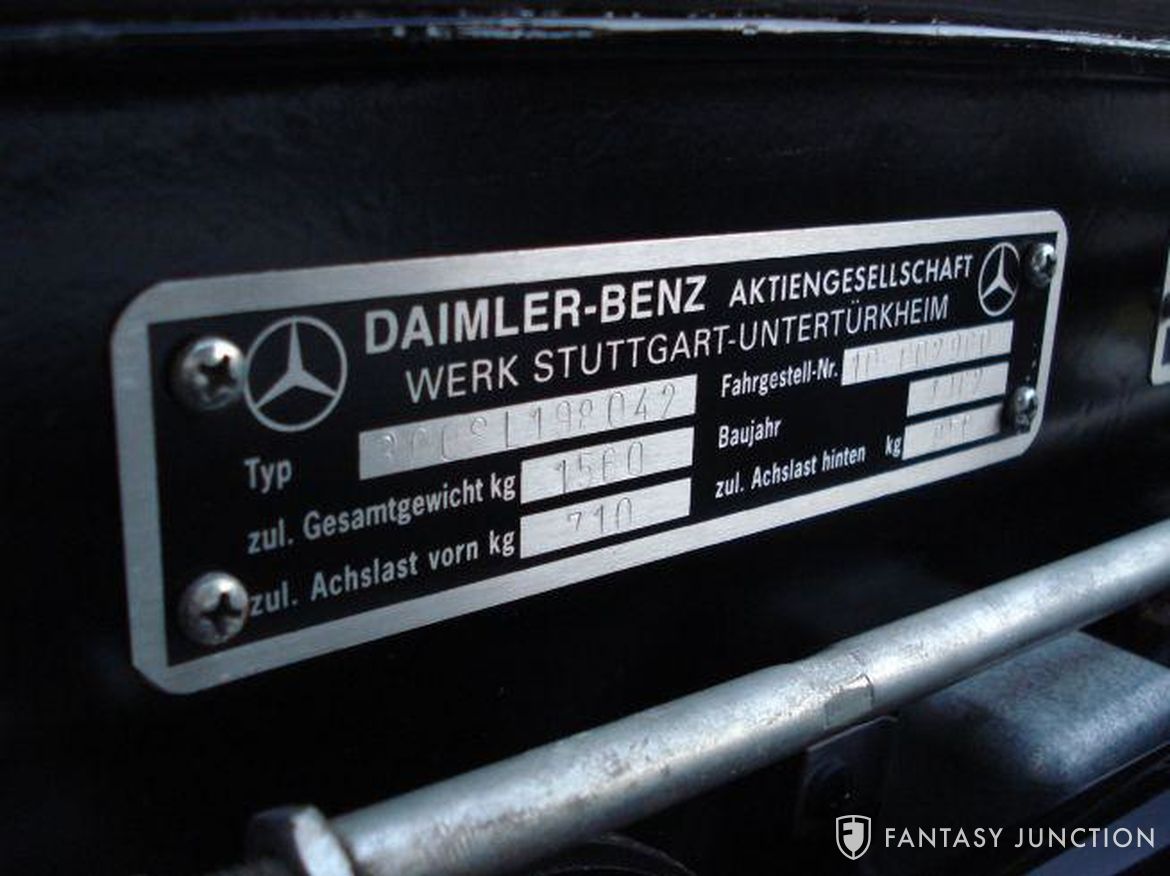 DAIMLER-BENZ AKTIENGESELLSCHAFT
WERK STUTTGART-UNTERTÜRKHEIM
Typ 300SL198042
Fahrgestell-Nr.
zul. Gesamtgewicht kg 1560
Baujahr
zul. Achslast vorn kg 710
zul. Achslast hinten kg
FANTASY JUNCTION